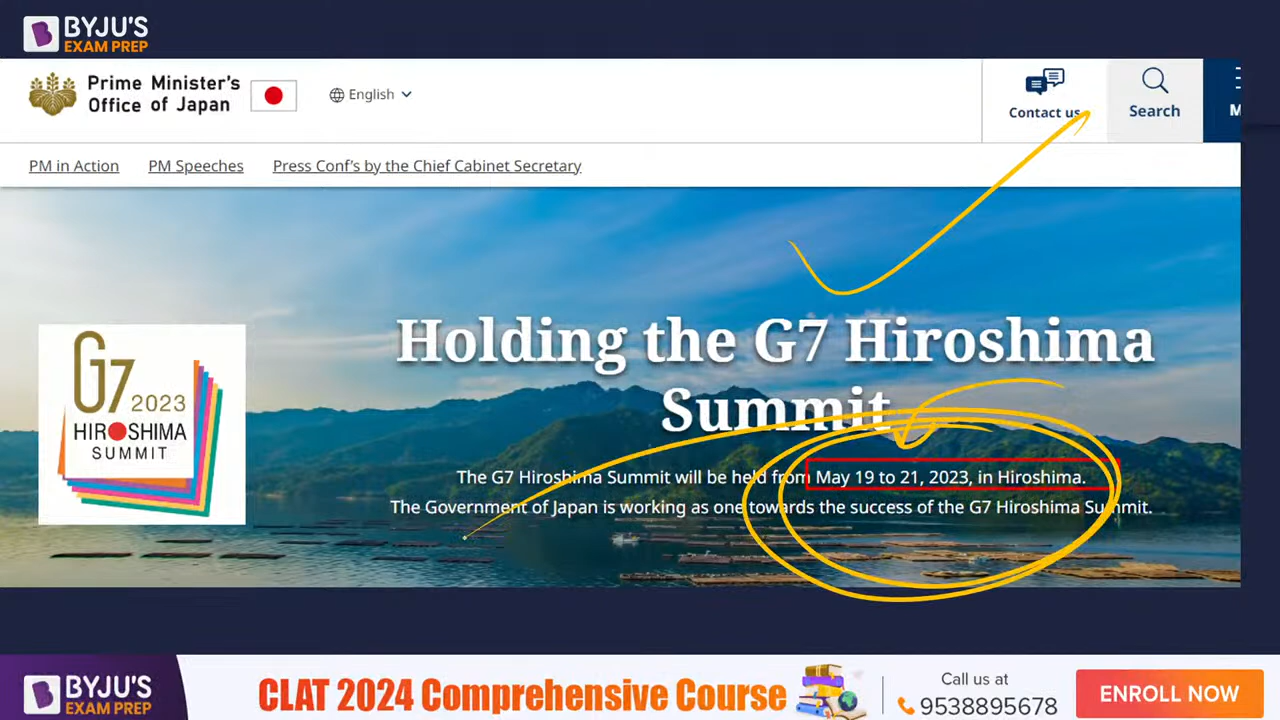 BYJU'S
EXAM PREP
Prime Minister's
Office of Japan
English
Contact us
Search
M
PM in Action
PM Speeches
Press Conf's by the Chief Cabinet Secretary
Holding the G7 Hiroshima
Summit
G7
2023
HIROSHIMA
SUMMIT
The G7 Hiroshima Summit will be held from May 19 to 21, 2023, in Hiroshima.
The Government of Japan is working as one towards the success of the G7 Hiroshima Summit.
BYJU'S
EXAM PREP
CLAT 2024 Comprehensive Course
Call us at
9538895678
ENROLL NOW